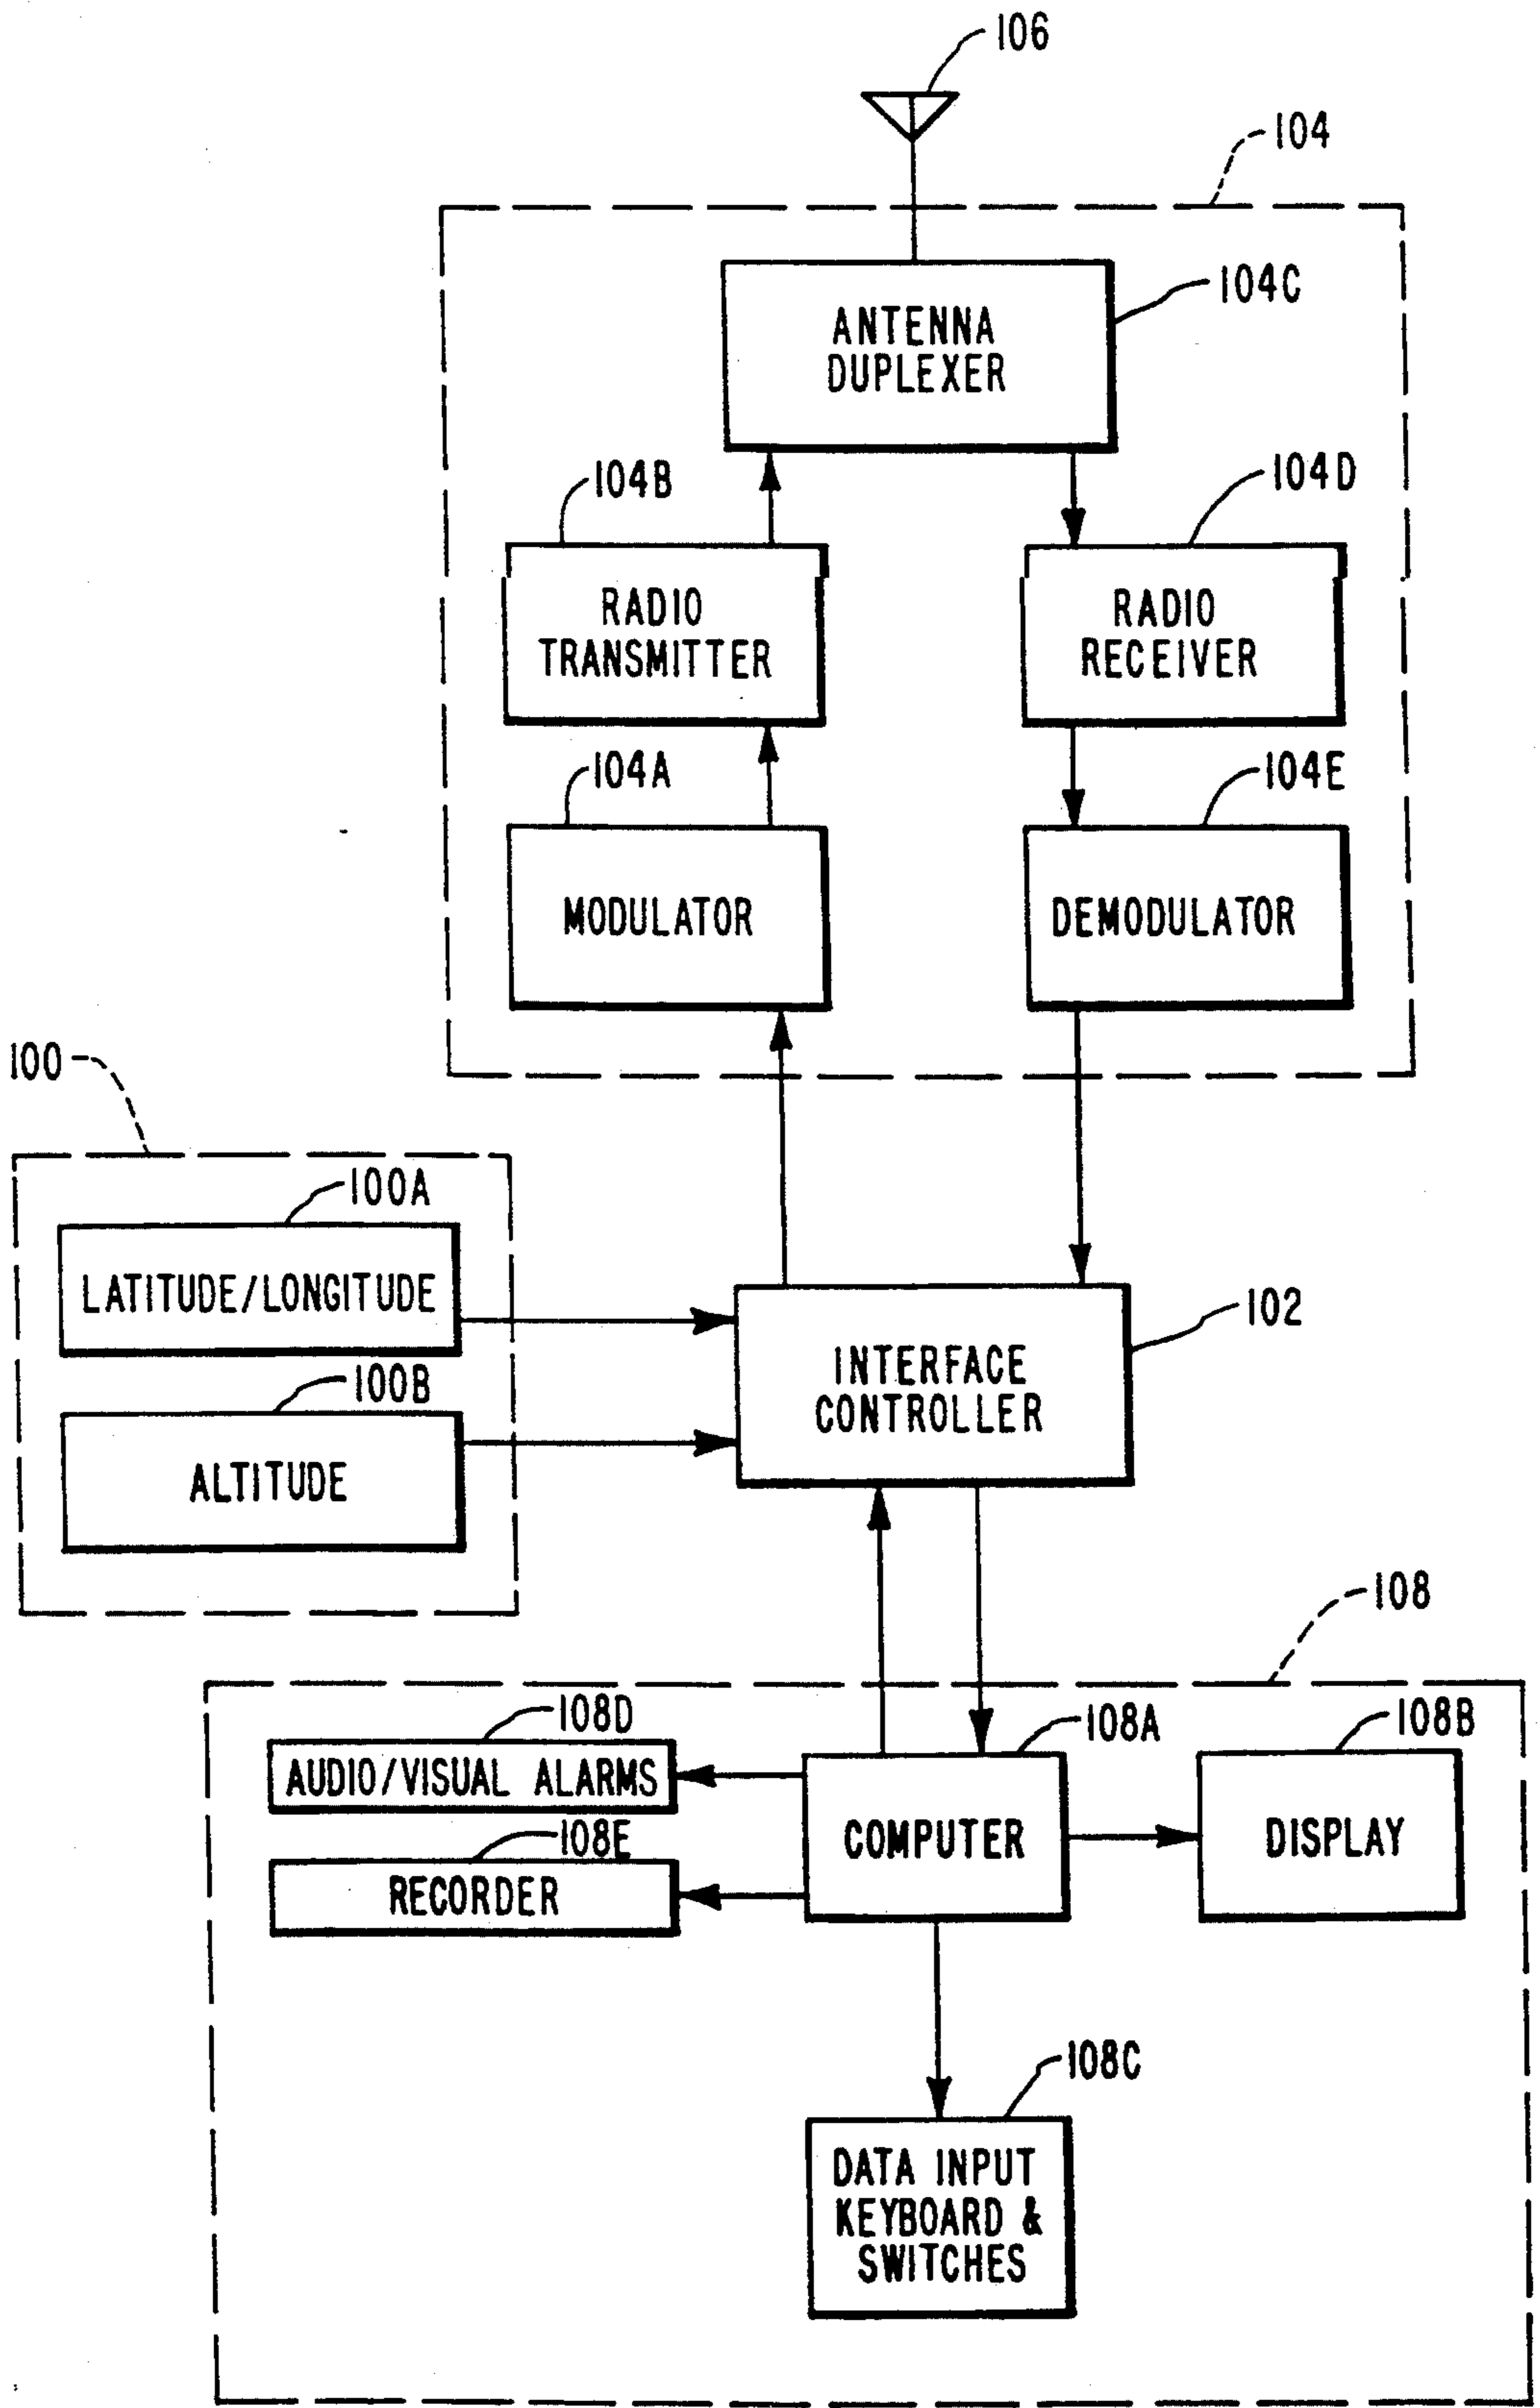 106
104
104C
ANTENNA
DUPLEXER
104B
104D
RADIO
TRANSMITTER
RADIO
RECEIVER
104A
104E
MODULATOR
DEMODULATOR
100
100A
LATITUDE/LONGITUDE
102
INTERFACE
CONTROLLER
100B
ALTITUDE
108
108D
108A
108B
AUDIO/VISUAL ALARMS
COMPUTER
DISPLAY
108E
RECORDER
108C
DATA INPUT
KEYBOARD &
SWITCHES